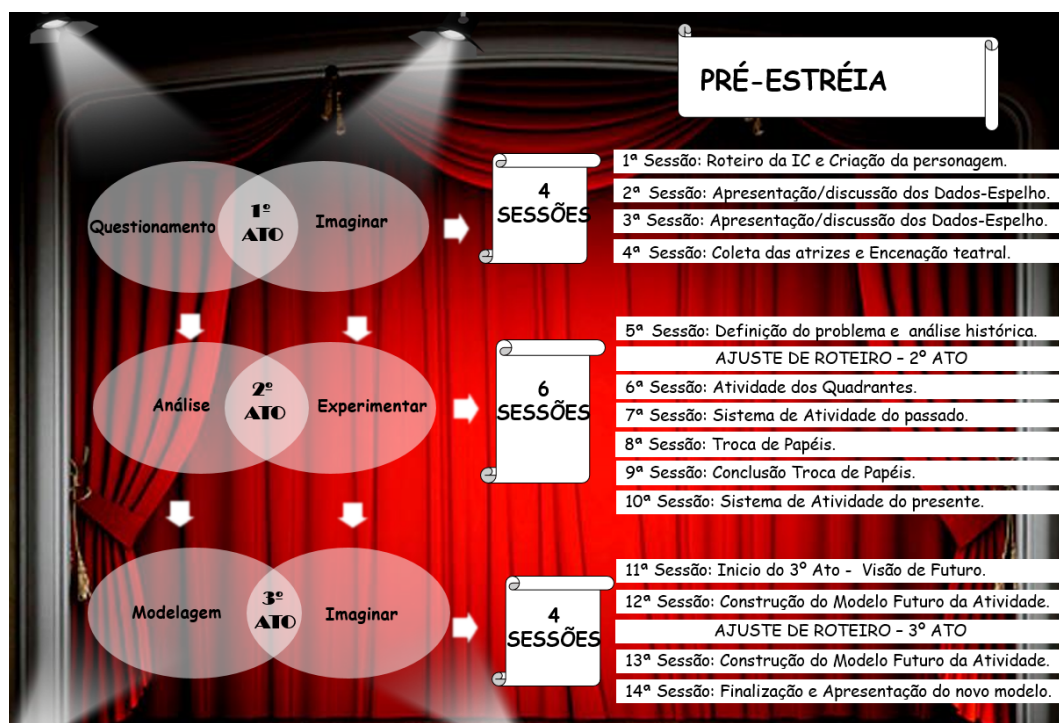 PRÉ-ESTRÉIA
Questionamento
1º
ATO
Imaginar
4
SESSÕES
1ª Sessão: Roteiro da IC e Criação da personagem.
2ª Sessão: Apresentação/discussão dos Dados-Espelho.
3ª Sessão: Apresentação/discussão dos Dados-Espelho.
4ª Sessão: Coleta das atrizes e Encenação teatral.
Análise
2º
ATO
Experimentar
6
SESSÕES
5ª Sessão: Definição do problema e análise histórica.
AJUSTE DE ROTEIRO – 2º ATO
6ª Sessão: Atividade dos Quadrantes.
7ª Sessão: Sistema de Atividade do passado.
8ª Sessão: Troca de Papéis.
9ª Sessão: Conclusão Troca de Papéis.
10ª Sessão: Sistema de Atividade do presente.
Modelagem
3º
ATO
Imaginar
4
SESSÕES
11ª Sessão: Inicio do 3º Ato - Visão de Futuro.
12ª Sessão: Construção do Modelo Futuro da Atividade.
AJUSTE DE ROTEIRO – 3º ATO
13ª Sessão: Construção do Modelo Futuro da Atividade.
14ª Sessão: Finalização e Apresentação do novo modelo.